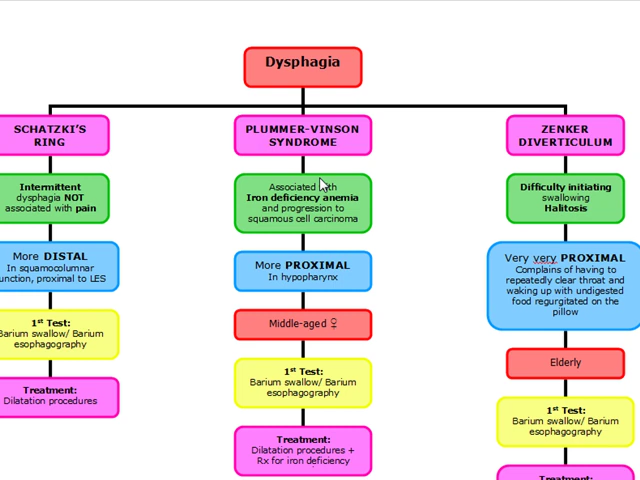 Dysphagia
SCHATZKI'S
RING
Intermittent
dysphagia NOT
associated with pain
More DISTAL
In squamocolumnar
unction, proximal to LES
1st Test:
Barium swallow/ Barium
esophagography
Treatment:
Dilatation procedures
PLUMMER-VINSON
SYNDROME
Associated with
Iron deficiency anemia
and progression to
squamous cell carcinoma
More PROXIMAL
In hypopharynx
Middle-aged ♀
1st Test:
Barium swallow/ Barium
esophagography
Treatment:
Dilatation procedures +
Rx for iron deficiency
ZENKER
DIVERTICULUM
Difficulty initiating
swallowing
Halitosis
Very very PROXIMAL
Complains of having to
repeatedly clear throat and
waking up with undigested
food regurgitated on the
pillow
Elderly
1st Test:
Barium swallow/ Barium
esophagography
Treatment: